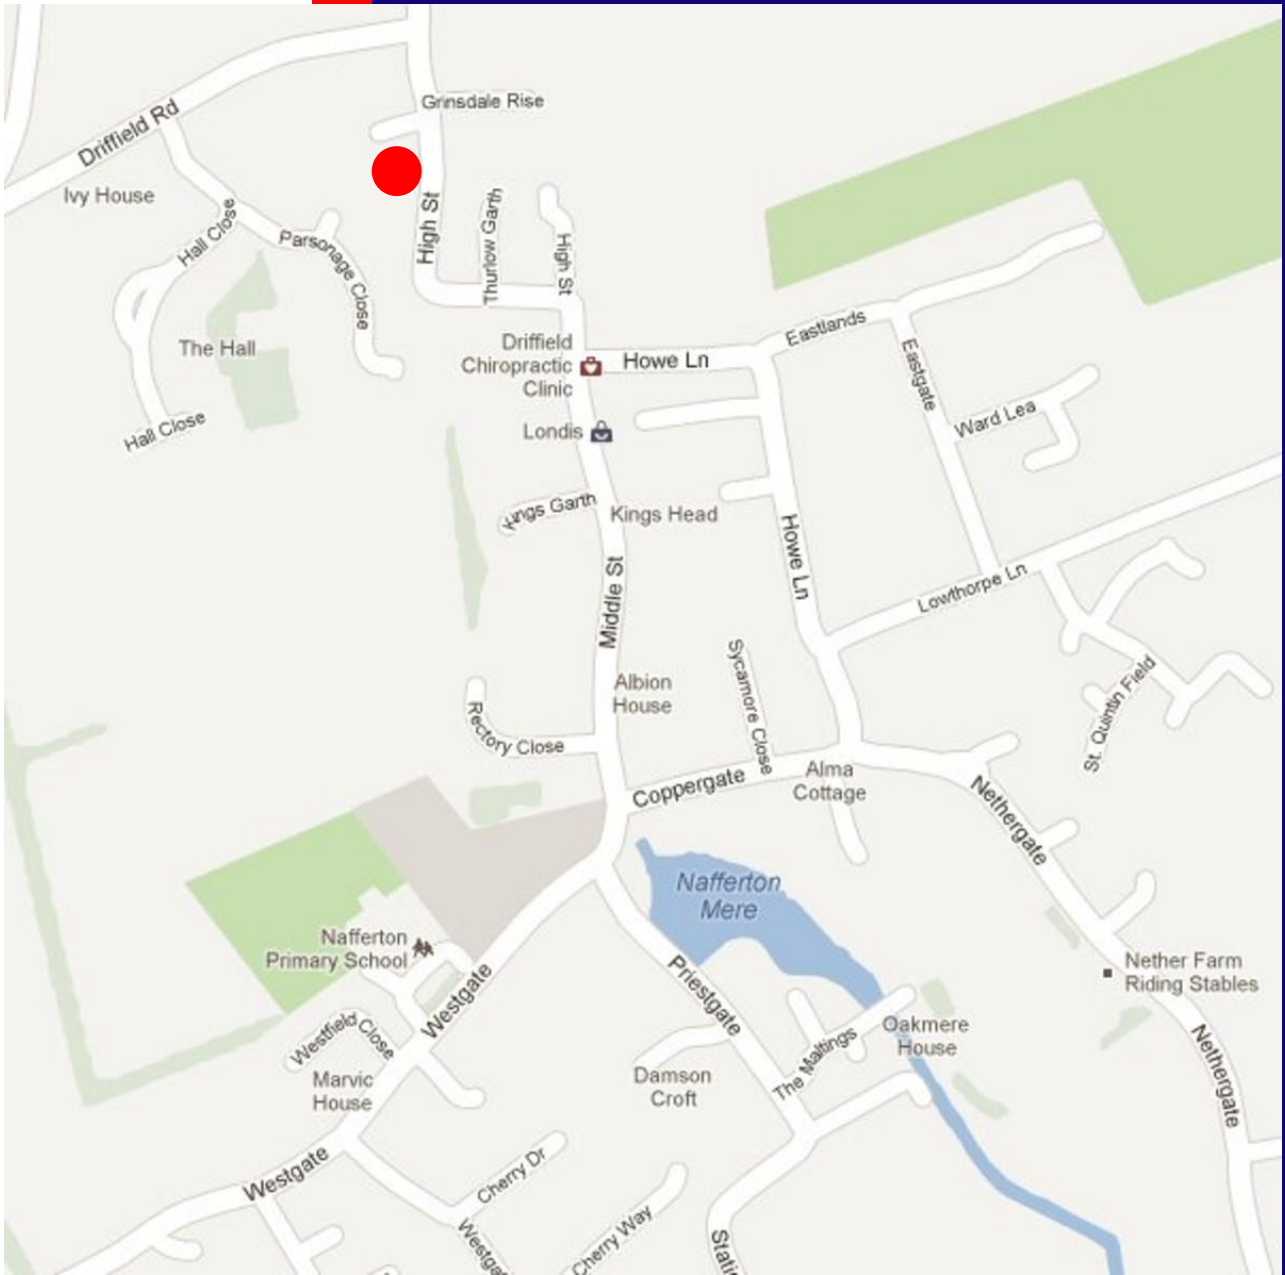 Grinsdale Rise
Driffield Rd
Ivy House
High St
Thurlow Garth
High St
Hall Close
Parsonage Close
The Hall
Driffield
Chiropractic
Clinic
Howe Ln
Eastlands
Eastgate
Hall Close
Londis
Ward Lea
Kings Garth
Kings Head
Howe Ln
Middle St
Lowthorpe Ln
Sycamore Close
Albion
House
St. Quintin Field
Rectory Close
Coppergate
Alma
Cottage
Nethergate
Nafferton
Mere
Nafferton
Primary School
Westgate
Priestgate
Nether Farm
Riding Stables
Westfield Close
Oakmere
House
The Maltings
Marvic
House
Damson
Croft
Nethergate
Westgate
Cherry Dr
Cherry Way
Westgat
Statio